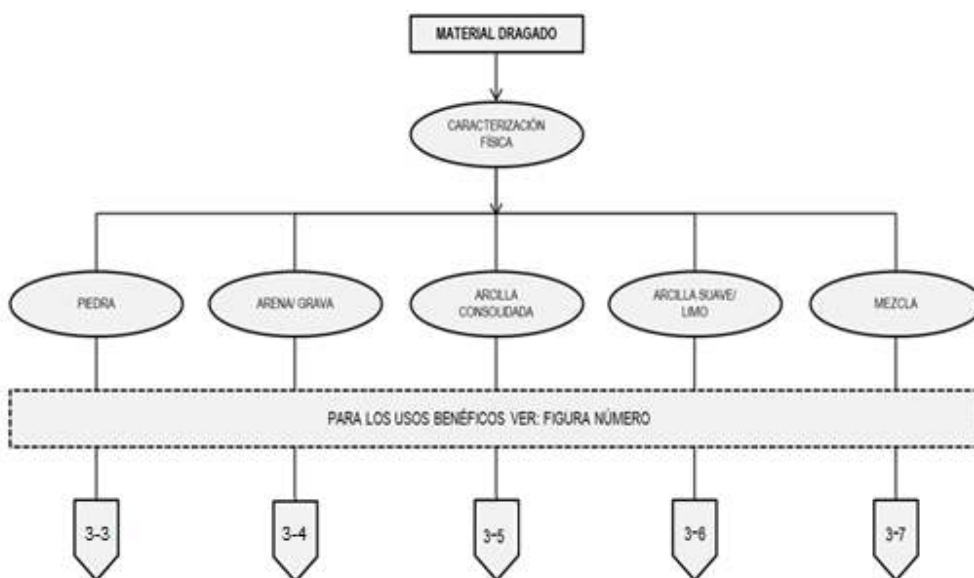 MATERIAL DRAGADO
CARACTERIZACIÓN
FÍSICA
PIEDRA
ARENA/ GRAVA
ARCILLA
CONSOLIDADA
ARCILLA SUAVE/
LIMO
MEZCLA
PARA LOS USOS BENÉFICOS VER: FIGURA NÚMERO
3-3
3-4
3-5
3-6
3-7